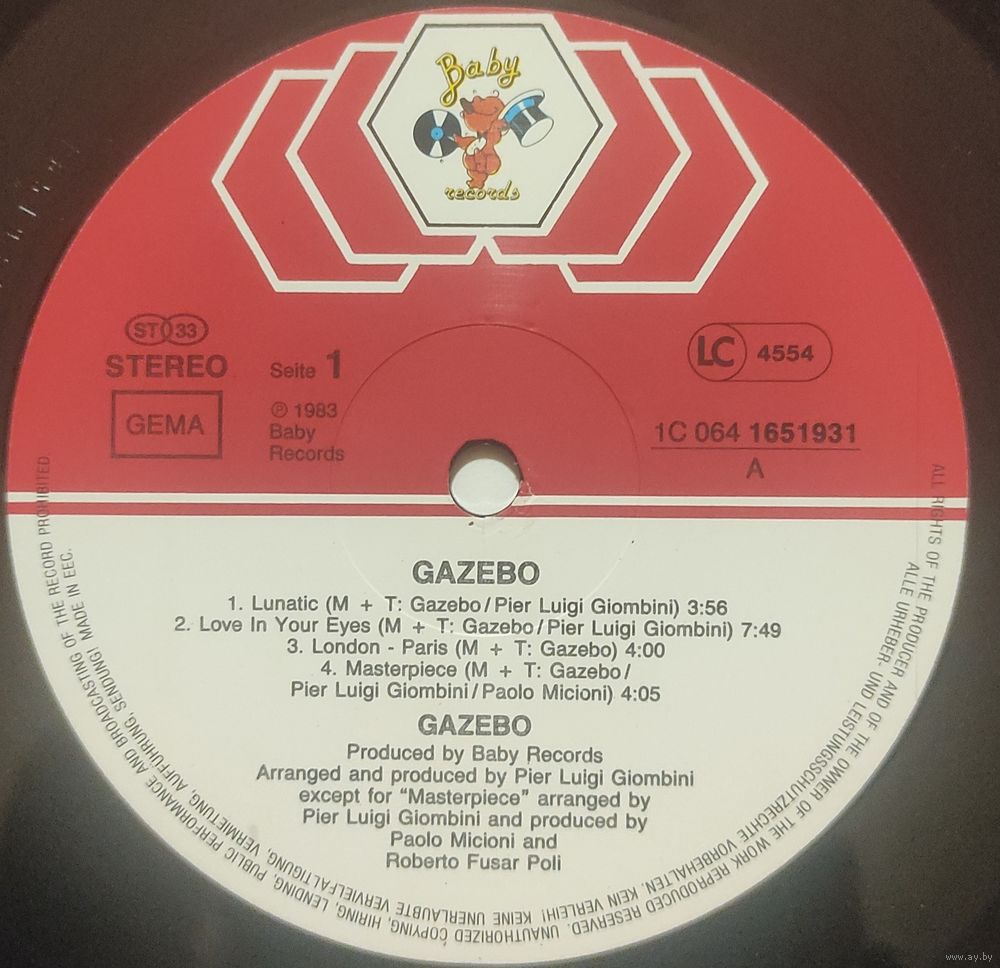 Baby
records
ST 33
STEREO
Seite 1
LC 4554
GEMA
℗ 1983
Baby
Records
1C 064 1651931
A
GAZEBO
1. Lunatic (M + T: Gazebo/Pier Luigi Giombini) 3:56
2. Love In Your Eyes (M + T: Gazebo/Pier Luigi Giombini) 7:49
3. London - Paris (M + T: Gazebo) 4:00
4. Masterpiece (M + T: Gazebo/
Pier Luigi Giombini/Paolo Micioni) 4:05
GAZEBO
Produced by Baby Records
Arranged and produced by Pier Luigi Giombini
except for "Masterpiece" arranged by
Pier Luigi Giombini and produced by
Paolo Micioni and
Roberto Fusar Poli
ALL RIGHTS OF THE PRODUCER AND OF THE OWNER OF THE WORK REPRODUCED RESERVED. UNAUTHORIZED COPYING, HIRING, LENDING, PUBLIC PERFORMANCE AND BROADCASTING OF THE RECORD PROHIBITED
ALLE URHEBER- UND LEISTUNGSSCHUTZRECHTE VORBEHALTEN. KEIN VERLEIH! KEINE UNERLAUBTE VERVIELFÄLTIGUNG, VERMIETUNG, AUFFÜHRUNG, SENDUNG! MADE IN EEC.
www.ay.by